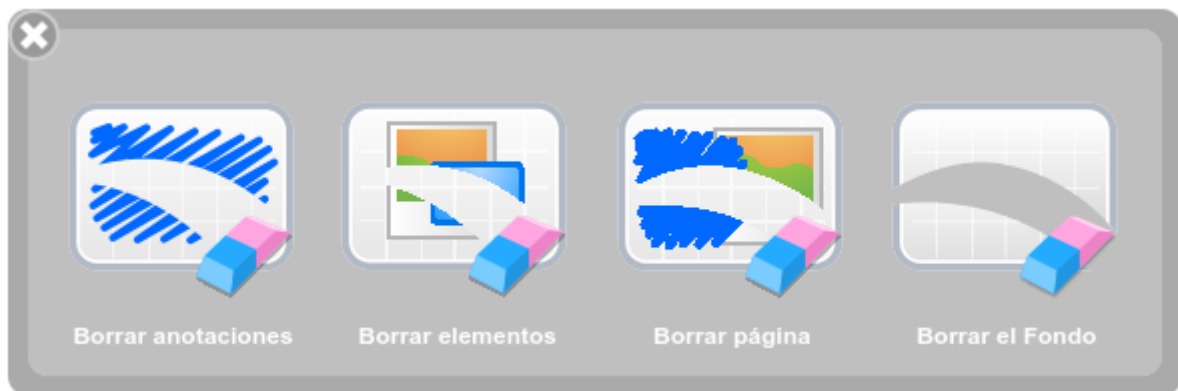 Borrar anotaciones
Borrar elementos
Borrar página
Borrar el Fondo